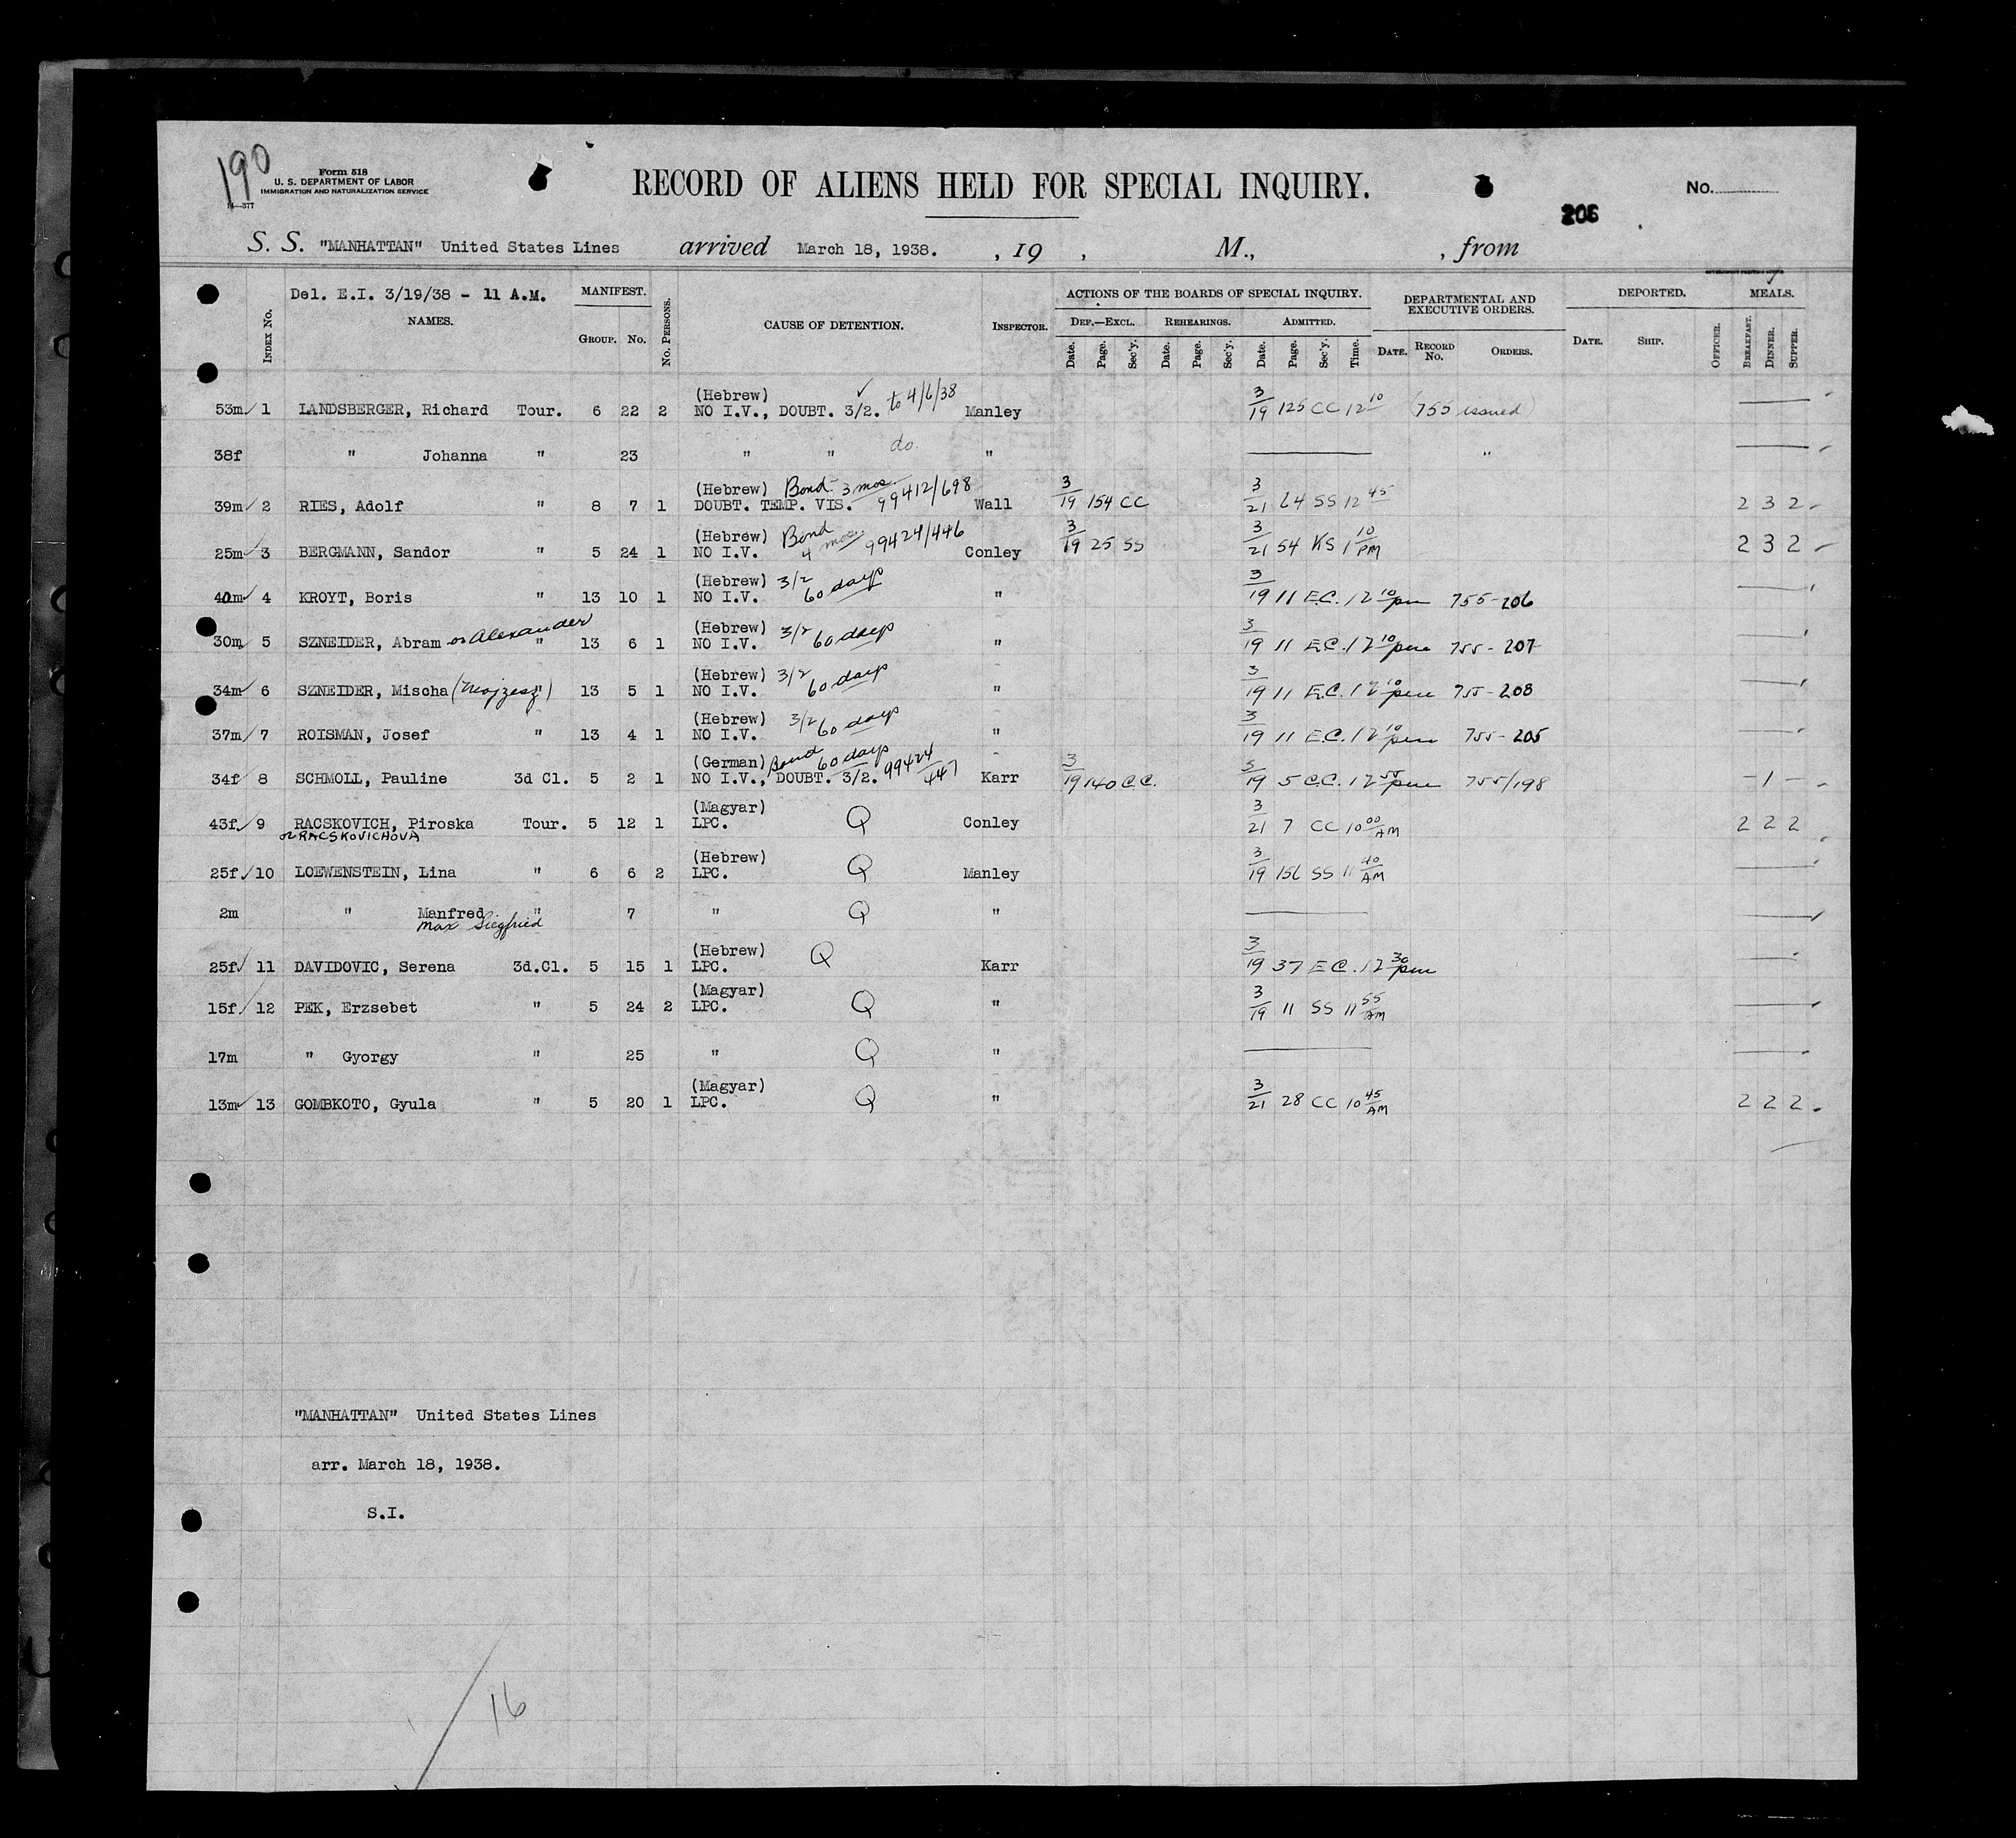 190
Form 518
U. S. DEPARTMENT OF LABOR
IMMIGRATION AND NATURALIZATION SERVICE
14—377
RECORD OF ALIENS HELD FOR SPECIAL INQUIRY.
No.
206
S. S. "MANHATTAN" United States Lines arrived March 18, 1938. , 19 , M., , from
Del. E.I. 3/19/38 - 11 A.M. MANIFEST. ACTIONS OF THE BOARDS OF SPECIAL INQUIRY. DEPARTMENTAL AND EXECUTIVE ORDERS. DEPORTED. MEALS.
INDEX NO. NAMES. GROUP. NO. NO. PERSONS. CAUSE OF DETENTION. INSPECTOR. DEF.—EXCL. REHEARINGS. ADMITTED.
Date. Page. Sec'y. Date. Page. Sec'y. Date. Page. Sec'y. Time. DATE. RECORD NO. ORDERS. DATE. SHIP. OFFICER. BREAKFAST. DINNER. SUPPER.
(Hebrew) ✓ to 4/6/38
53m ✓ 1 LANDSBERGER, Richard Tour. 6 22 2 NO I.V., DOUBT. 3/2. Manley 3/19 125 CC 12 10 (755 issued)
38f " Johanna " 23 " " do. " "
(Hebrew) Bond 3 mos. 99412/698
39m ✓ 2 RIES, Adolf " 8 7 1 DOUBT. TEMP. VIS. Wall 3/19 154 CC 3/21 24 SS 12 45 2 3 2
(Hebrew) Bond 4 mos. 99424/446
25m ✓ 3 BERGMANN, Sandor " 5 24 1 NO I.V. Conley 3/19 25 SS 3/21 54 KS 1 10 PM 2 3 2
(Hebrew) 3/2 60 days
40m ✓ 4 KROYT, Boris " 13 10 1 NO I.V. " 3/19 11 E.C. 12 10 pm 755-206
(Hebrew) 3/2 60 days
30m 5 SZNEIDER, Abram or Alexander " 13 6 1 NO I.V. " 3/19 11 E.C. 12 10 pm 755-207
(Hebrew) 3/2 60 days
34m ✓ 6 SZNEIDER, Mischa (Mojzesz) " 13 5 1 NO I.V. " 3/19 11 E.C. 12 10 pm 755-208
(Hebrew) 3/2 60 days
37m ✓ 7 ROISMAN, Josef " 13 4 1 NO I.V. " 3/19 11 E.C. 12 10 pm 755-205
(German) Bond 60 days 99424/447
34f ✓ 8 SCHMOLL, Pauline 3d Cl. 5 2 1 NO I.V., DOUBT. 3/2. Karr 3/19 140 C.C. 3/19 5 C.C. 12 55 pm 755/198 - 1 -
(Magyar)
43f ✓ 9 RACSKOVICH, Piroska Tour. 5 12 1 LPC. Q Conley 3/21 7 CC 10 00 AM 2 2 2
or RACSKOVICHOVA
(Hebrew)
25f ✓ 10 LOEWENSTEIN, Lina " 6 6 2 LPC. Q Manley 3/19 156 SS 11 40 AM
2m " Manfred " 7 " Q "
Max Siegfried
(Hebrew)
25f ✓ 11 DAVIDOVIC, Serena 3d.Cl. 5 15 1 LPC. Q Karr 3/19 37 E.C. 12 30 pm
(Magyar)
15f ✓ 12 PEK, Erzsebet " 5 24 2 LPC. Q " 3/19 11 SS 11 55 AM
17m " Gyorgy " 25 " Q "
(Magyar)
13m ✓ 13 GOMBKOTO, Gyula " 5 20 1 LPC. Q " 3/21 28 CC 10 45 AM 2 2 2
"MANHATTAN" United States Lines
arr. March 18, 1938.
S.I.
16